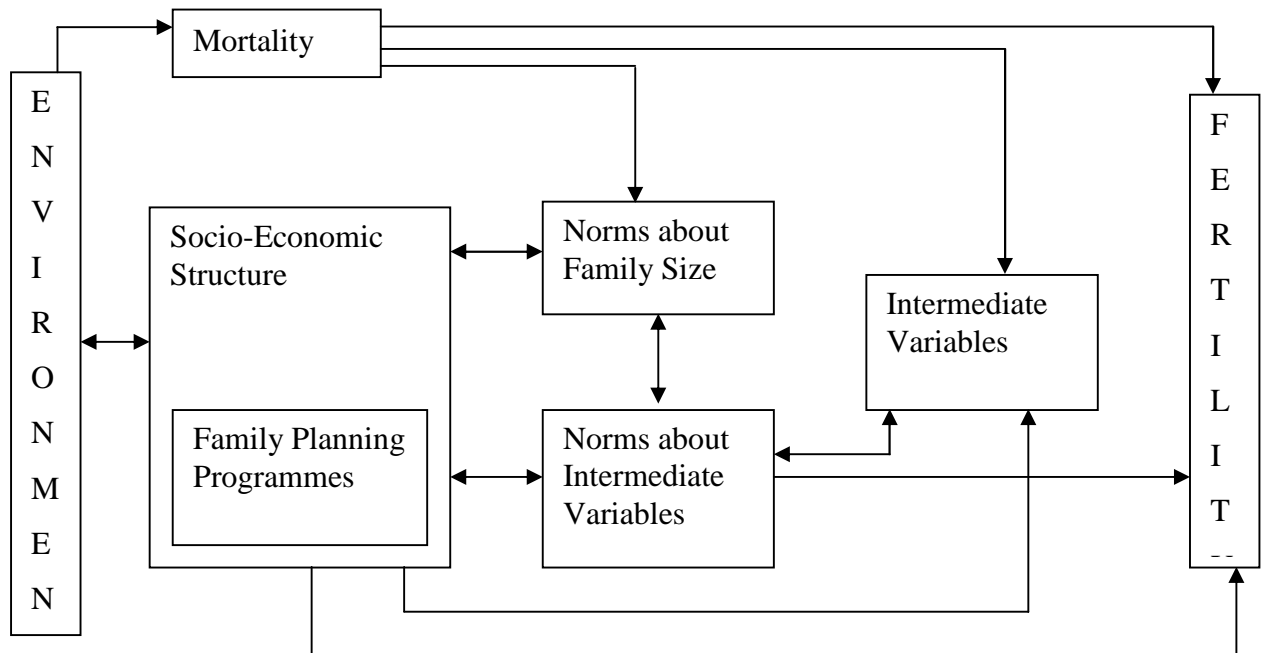 Mortality
E
N
V
I
R
O
N
M
E
N
Socio-Economic
Structure
Family Planning
Programmes
Norms about
Family Size
Norms about
Intermediate
Variables
Intermediate
Variables
F
E
R
T
I
L
I
T